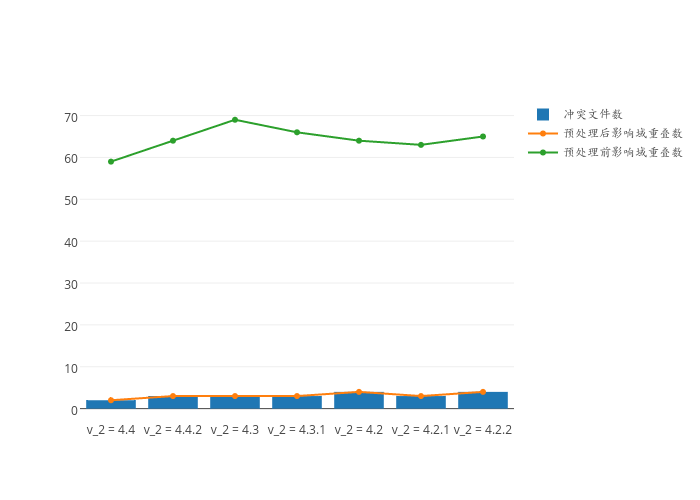 冲突文件数
预处理后影响域重叠数
预处理前影响域重叠数
70
60
50
40
30
20
10
0
v_2 = 4.4 v_2 = 4.4.2 v_2 = 4.3 v_2 = 4.3.1 v_2 = 4.2 v_2 = 4.2.1 v_2 = 4.2.2